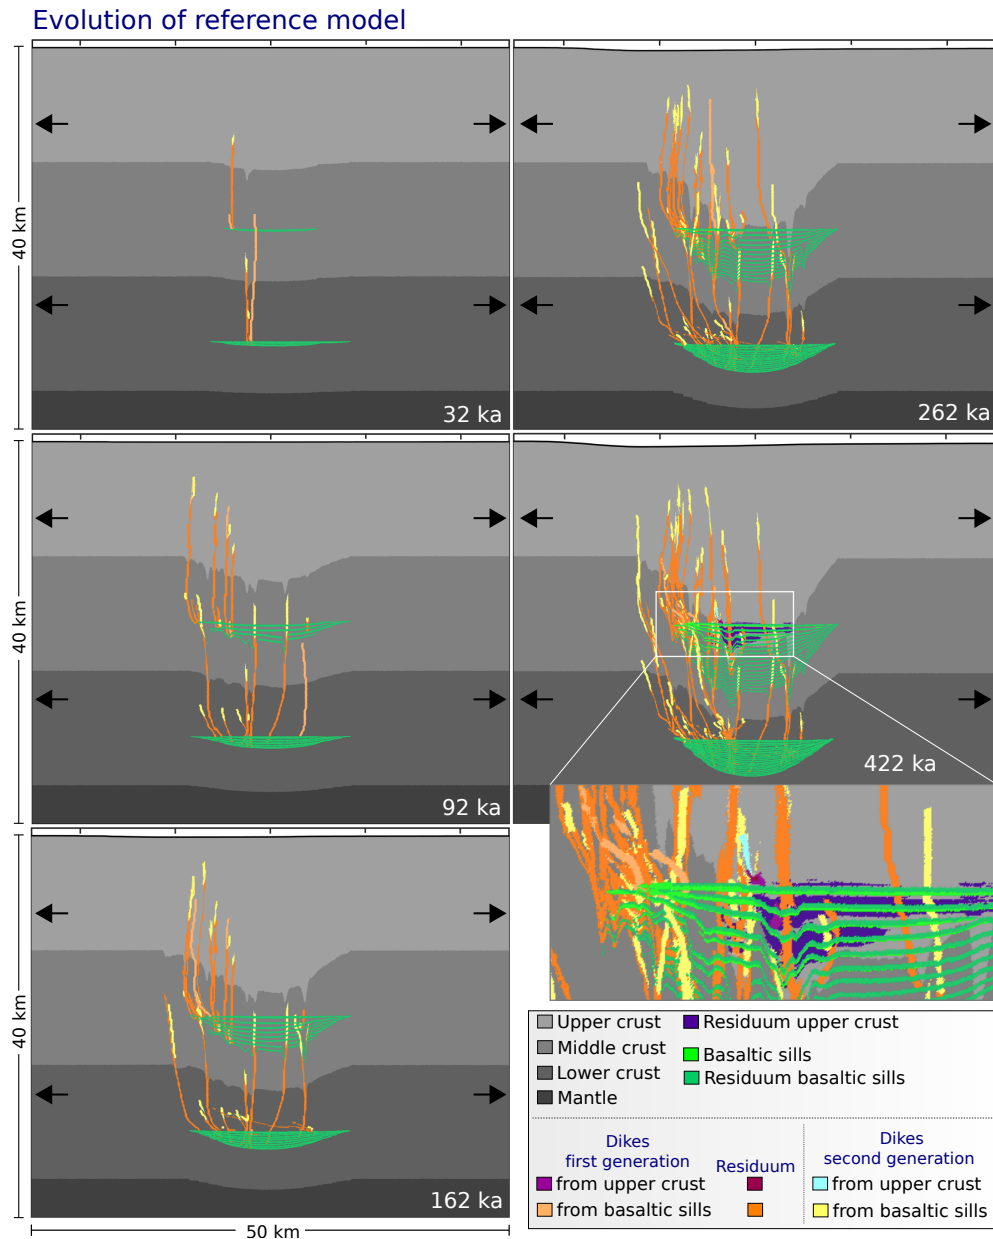 Evolution of reference model
40 km
32 ka
262 ka
40 km
92 ka
422 ka
40 km
162 ka
50 km
Upper crust
Residuum upper crust
Middle crust
Basaltic sills
Lower crust
Residuum basaltic sills
Mantle
Dikes
first generation
Residuum
Dikes
second generation
from upper crust
from upper crust
from basaltic sills
from basaltic sills